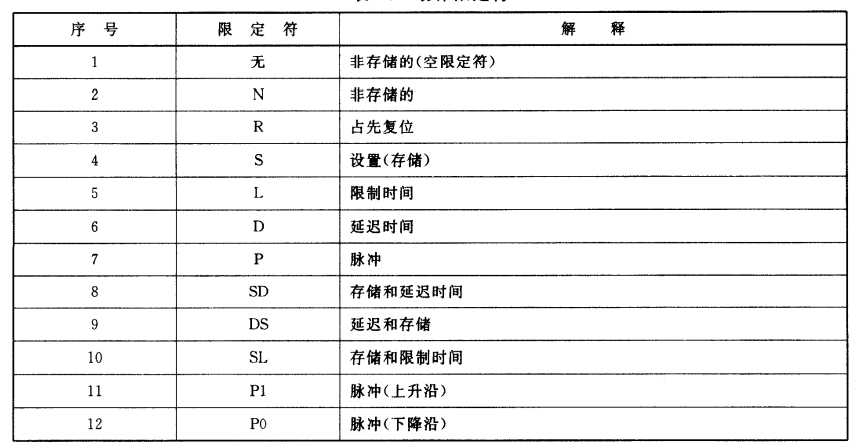 序 号 限 定 符 解 释
1 无 非存储的(空限定符)
2 N 非存储的
3 R 占先复位
4 S 设置(存储)
5 L 限制时间
6 D 延迟时间
7 P 脉冲
8 SD 存储和延迟时间
9 DS 延迟和存储
10 SL 存储和限制时间
11 P1 脉冲(上升沿)
12 P0 脉冲(下降沿)